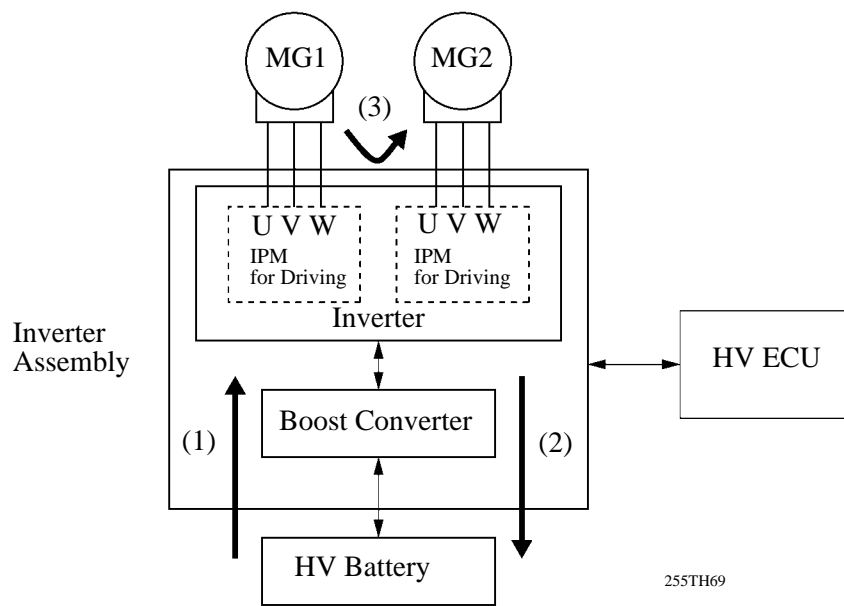 MG1
MG2
(3)
U V W
U V W
IPM
for Driving
IPM
for Driving
Inverter
Inverter
Assembly
HV ECU
Boost Converter
(1)
(2)
HV Battery
255TH69